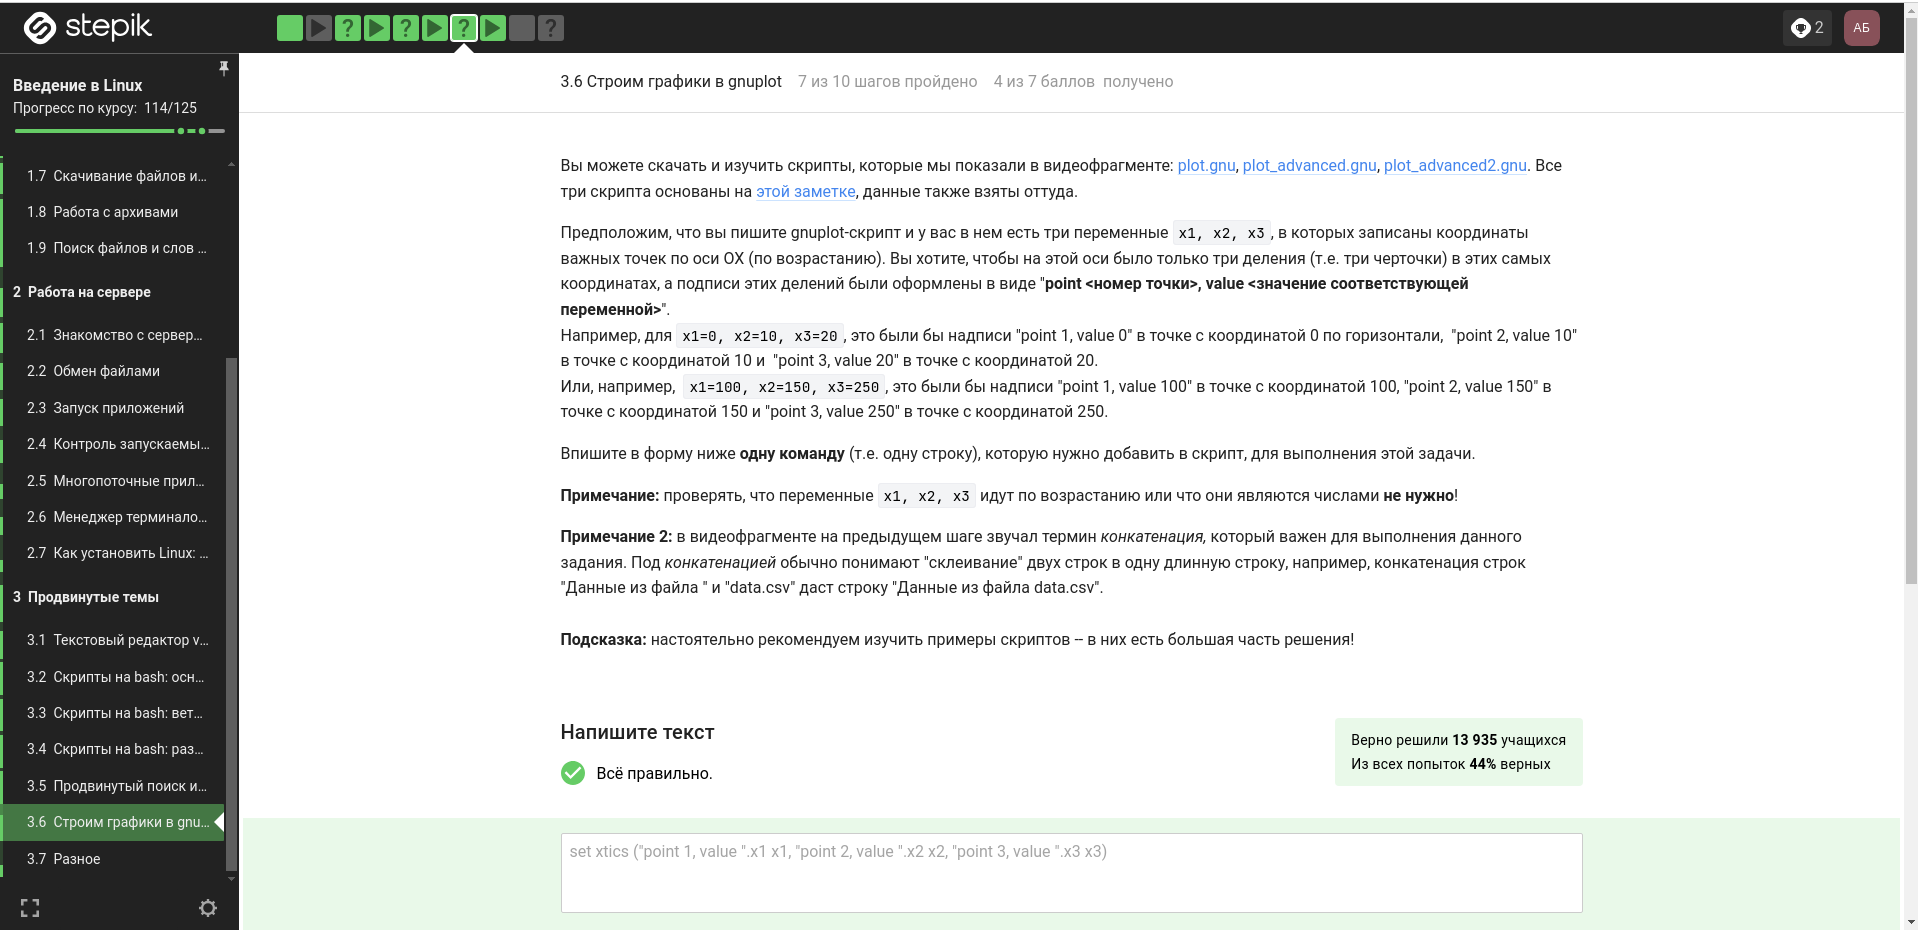 stepik
?
?
?
?
2
АБ
Введение в Linux
Прогресс по курсу: 114/125
1.7 Скачивание файлов и...
1.8 Работа с архивами
1.9 Поиск файлов и слов ...
2 Работа на сервере
2.1 Знакомство с сервер...
2.2 Обмен файлами
2.3 Запуск приложений
2.4 Контроль запускаемы...
2.5 Многопоточные прил...
2.6 Менеджер терминало...
2.7 Как установить Linux: ...
3 Продвинутые темы
3.1 Текстовый редактор v...
3.2 Скрипты на bash: осн...
3.3 Скрипты на bash: вет...
3.4 Скрипты на bash: раз...
3.5 Продвинутый поиск и...
3.6 Строим графики в gnu...
3.7 Разное
3.6 Строим графики в gnuplot 7 из 10 шагов пройдено 4 из 7 баллов получено
Вы можете скачать и изучить скрипты, которые мы показали в видеофрагменте: plot.gnu, plot_advanced.gnu, plot_advanced2.gnu. Все
три скрипта основаны на этой заметке, данные также взяты оттуда.
Предположим, что вы пишите gnuplot-скрипт и у вас в нем есть три переменные x1, x2, x3, в которых записаны координаты
важных точек по оси OX (по возрастанию). Вы хотите, чтобы на этой оси было только три деления (т.е. три черточки) в этих самых
координатах, а подписи этих делений были оформлены в виде "point <номер точки>, value <значение соответствующей
переменной>".
Например, для x1=0, x2=10, x3=20, это были бы надписи "point 1, value 0" в точке с координатой 0 по горизонтали, "point 2, value 10"
в точке с координатой 10 и "point 3, value 20" в точке с координатой 20.
Или, например, x1=100, x2=150, x3=250, это были бы надписи "point 1, value 100" в точке с координатой 100, "point 2, value 150" в
точке с координатой 150 и "point 3, value 250" в точке с координатой 250.
Впишите в форму ниже одну команду (т.е. одну строку), которую нужно добавить в скрипт, для выполнения этой задачи.
Примечание: проверять, что переменные x1, x2, x3 идут по возрастанию или что они являются числами не нужно!
Примечание 2: в видеофрагменте на предыдущем шаге звучал термин конкатенация, который важен для выполнения данного
задания. Под конкатенацией обычно понимают "склеивание" двух строк в одну длинную строку, например, конкатенация строк
"Данные из файла " и "data.csv" даст строку "Данные из файла data.csv".
Подсказка: настоятельно рекомендуем изучить примеры скриптов – в них есть большая часть решения!
Напишите текст
Всё правильно.
Верно решили 13 935 учащихся
Из всех попыток 44% верных
set xtics ("point 1, value ".x1 x1, "point 2, value ".x2 x2, "point 3, value ".x3 x3)